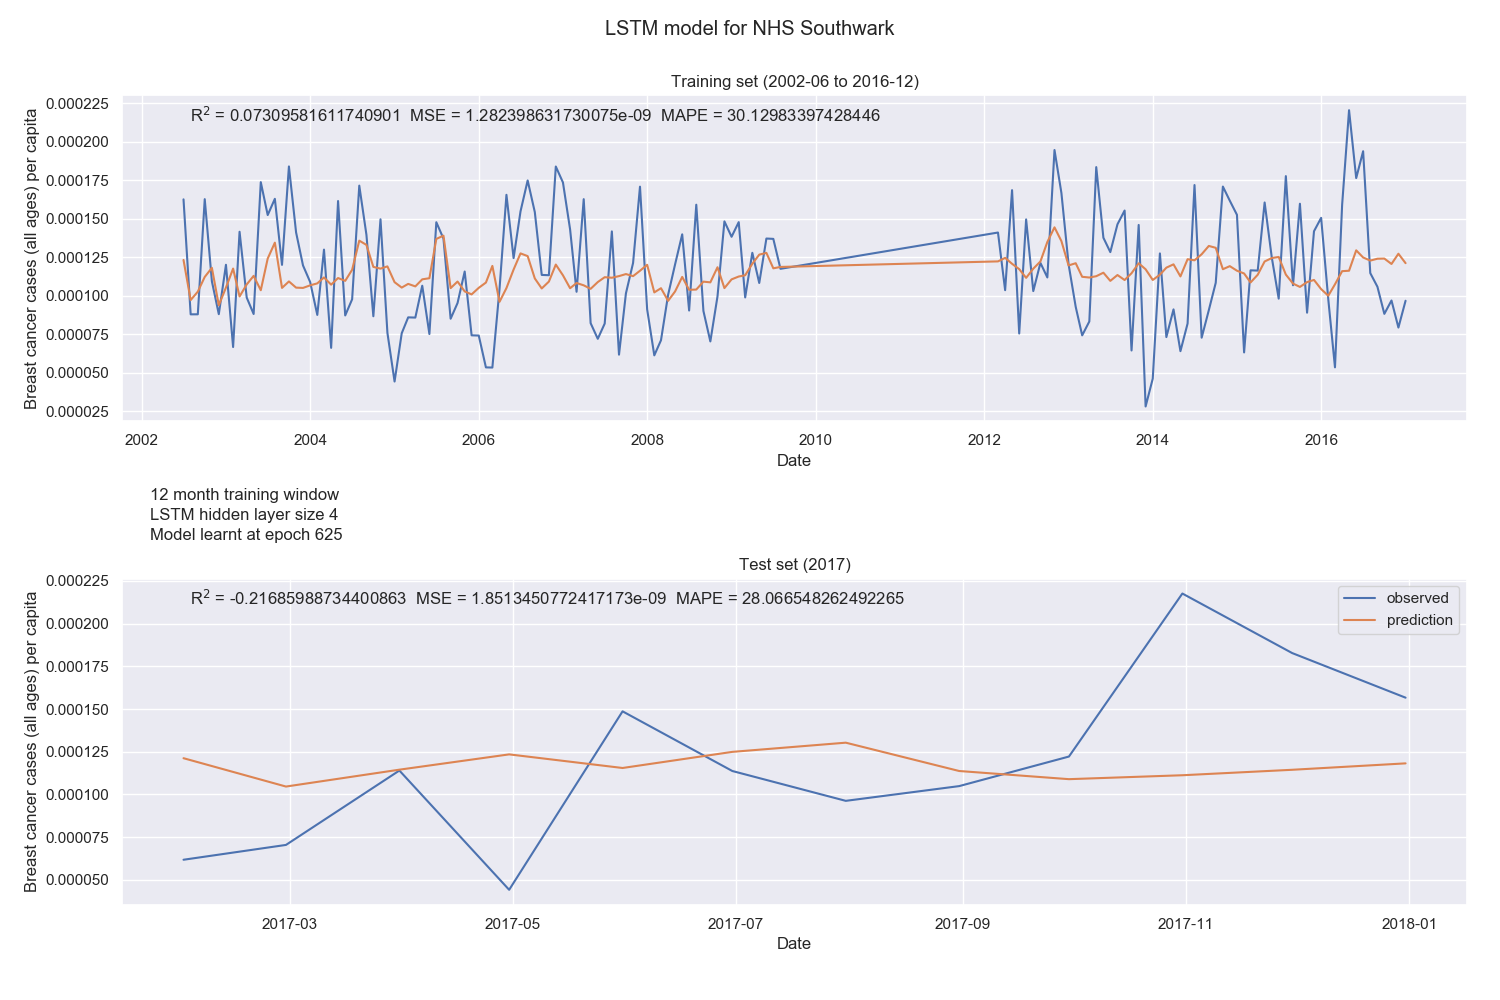 LSTM model for NHS Southwark
Training set (2002-06 to 2016-12)
R² = 0.07309581611740901 MSE = 1.282398631730075e-09 MAPE = 30.12983397428446
Breast cancer cases (all ages) per capita
0.000225
0.000200
0.000175
0.000150
0.000125
0.000100
0.000075
0.000050
0.000025
2002 2004 2006 2008 2010 2012 2014 2016
Date
12 month training window
LSTM hidden layer size 4
Model learnt at epoch 625
Test set (2017)
R² = -0.21685988734400863 MSE = 1.8513450772417173e-09 MAPE = 28.066548262492265
observed
prediction
Breast cancer cases (all ages) per capita
0.000225
0.000200
0.000175
0.000150
0.000125
0.000100
0.000075
0.000050
2017-03 2017-05 2017-07 2017-09 2017-11 2018-01
Date